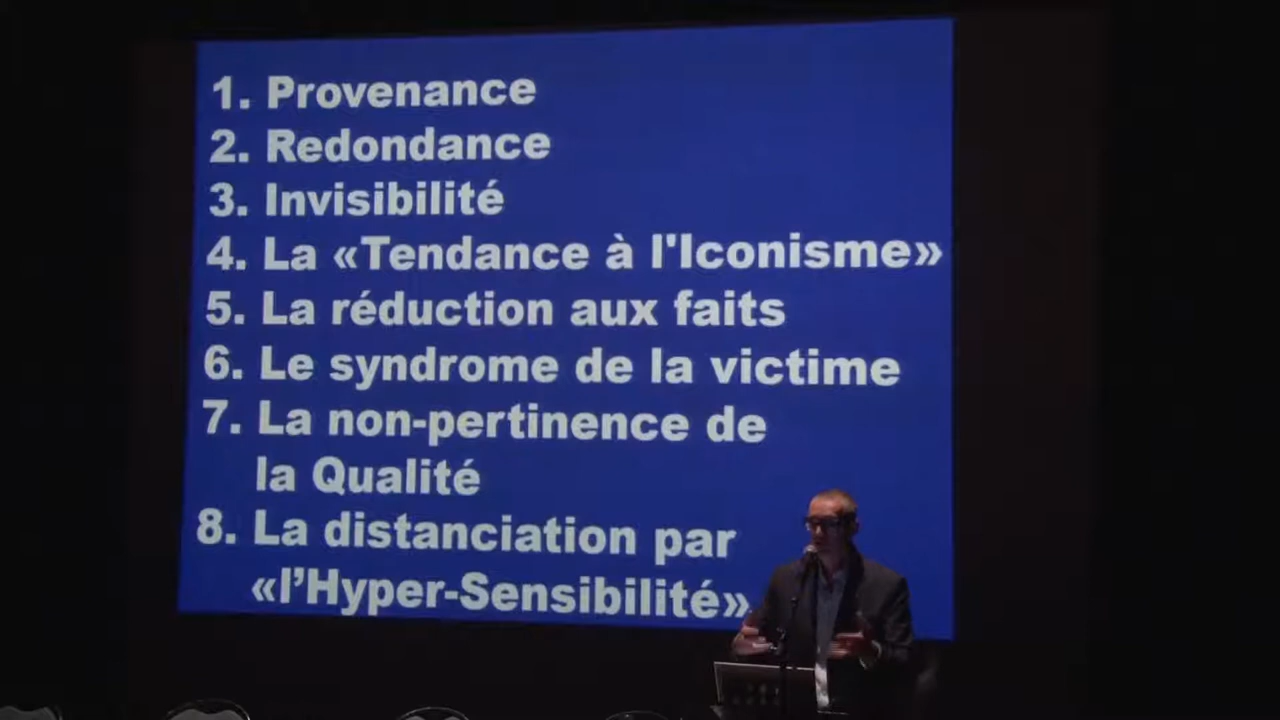 1. Provenance
2. Redondance
3. Invisibilité
4. La «Tendance à l'Iconisme»
5. La réduction aux faits
6. Le syndrome de la victime
7. La non-pertinence de
la Qualité
8. La distanciation par
«l’Hyper-Sensibilité»